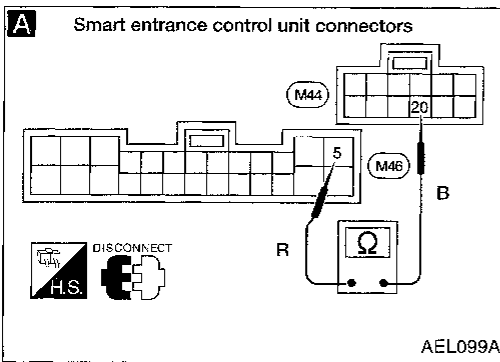 A
Smart entrance control unit connectors
M44
20
5
M46
B
R
Ω
DISCONNECT
H.S.
AEL099A